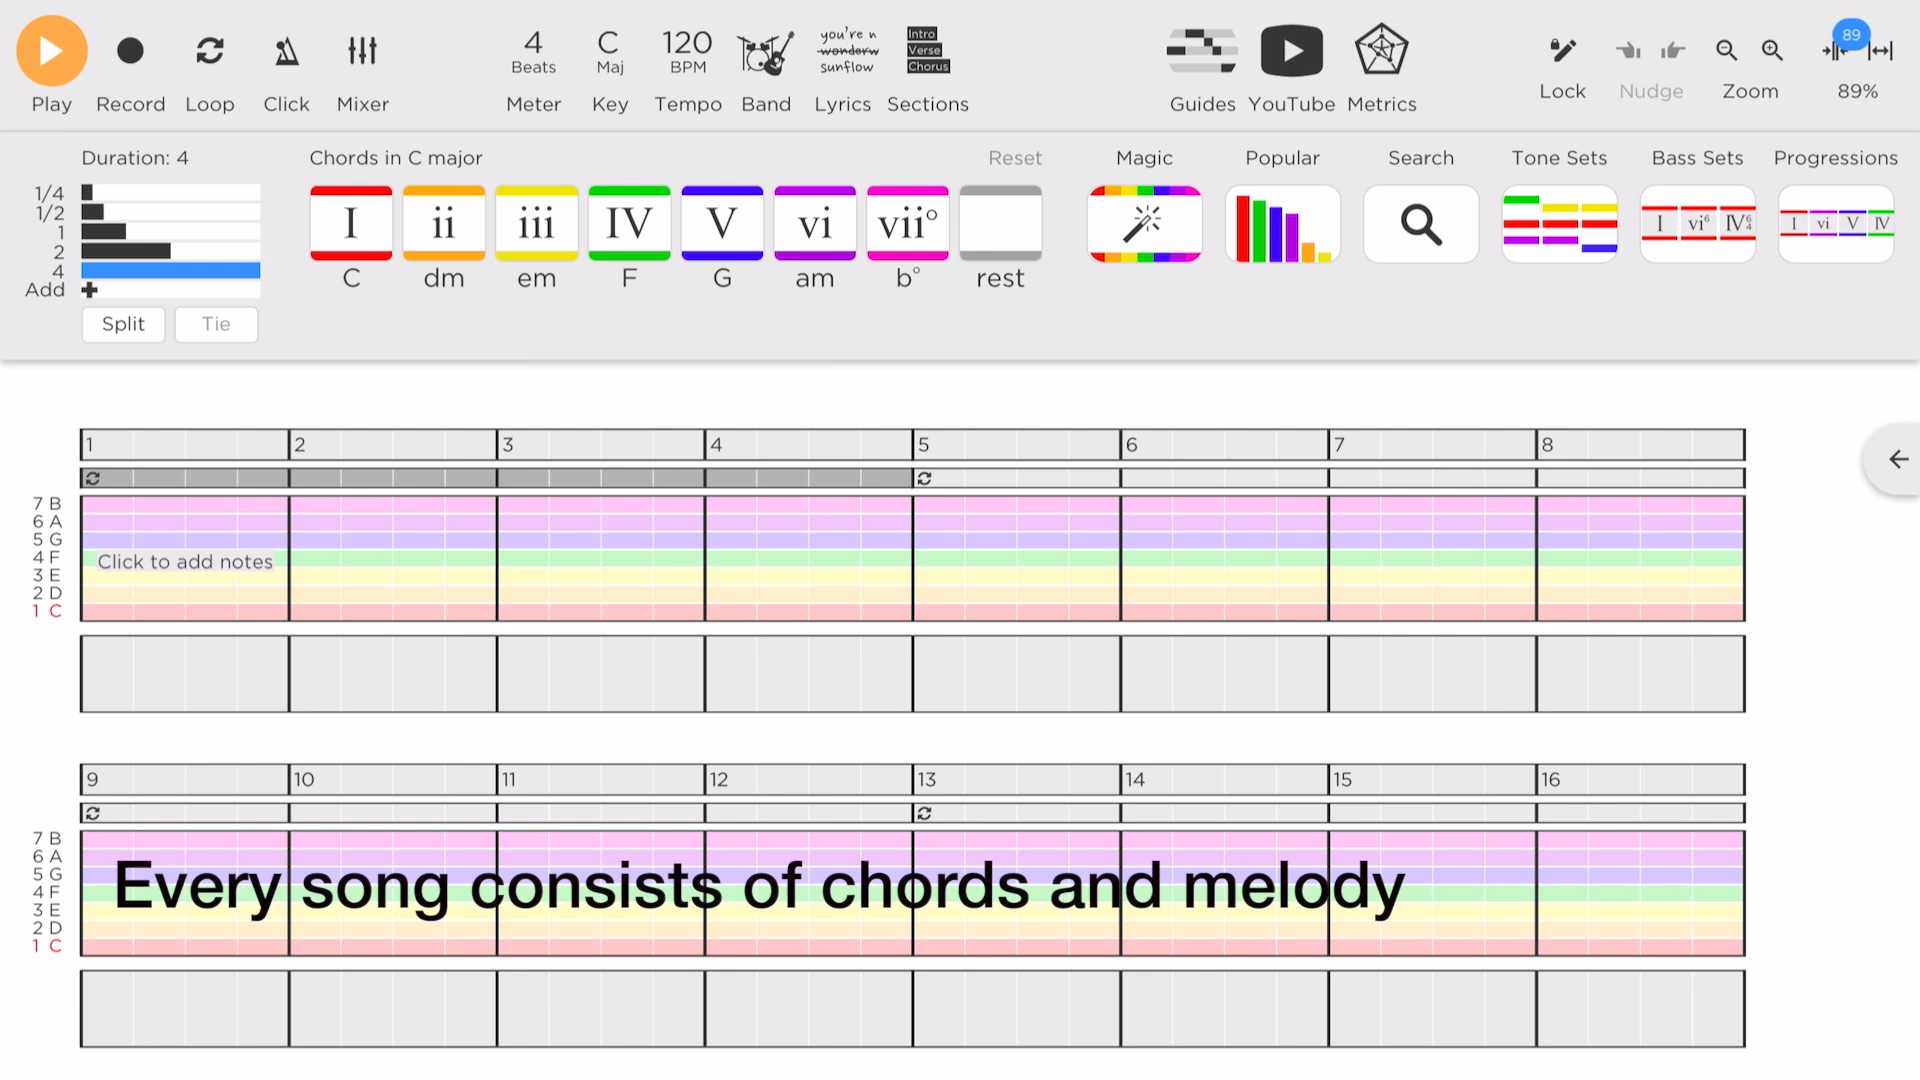 4 C 120 you're n Intro 89
Beats Maj BPM wonderw Verse
sunflow Chorus
Play Record Loop Click Mixer Meter Key Tempo Band Lyrics Sections Guides YouTube Metrics Lock Nudge Zoom 89%
Duration: 4 Chords in C major Reset Magic Popular Search Tone Sets Bass Sets Progressions
1/4
1/2
1
2
4
Add
Split Tie
I ii iii IV V vi vii° I vi⁶ IV⁶₄ I vi V IV
C dm em F G am b° rest
1 2 3 4 5 6 7 8
7 B
6 A
5 G
4 F
3 E
2 D
1 C
Click to add notes
9 10 11 12 13 14 15 16
7 B
6 A
5 G
4 F
3 E
2 D
1 C
Every song consists of chords and melody